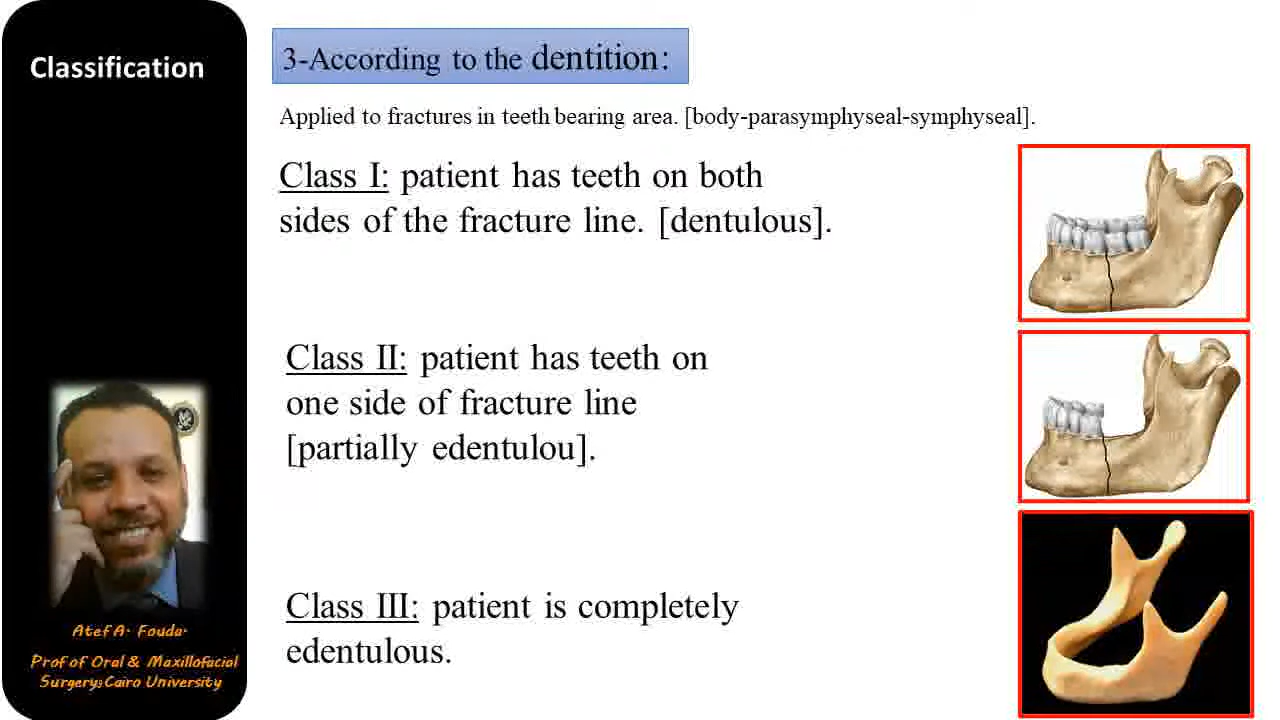 Classification
3-According to the dentition:
Applied to fractures in teeth bearing area. [body-parasymphyseal-symphyseal].
Class I: patient has teeth on both
sides of the fracture line. [dentulous].
Class II: patient has teeth on
one side of fracture line
[partially edentulou].
Class III: patient is completely
edentulous.
Atef A. Fouda.
Prof of Oral & Maxillofacial
Surgery,Cairo University